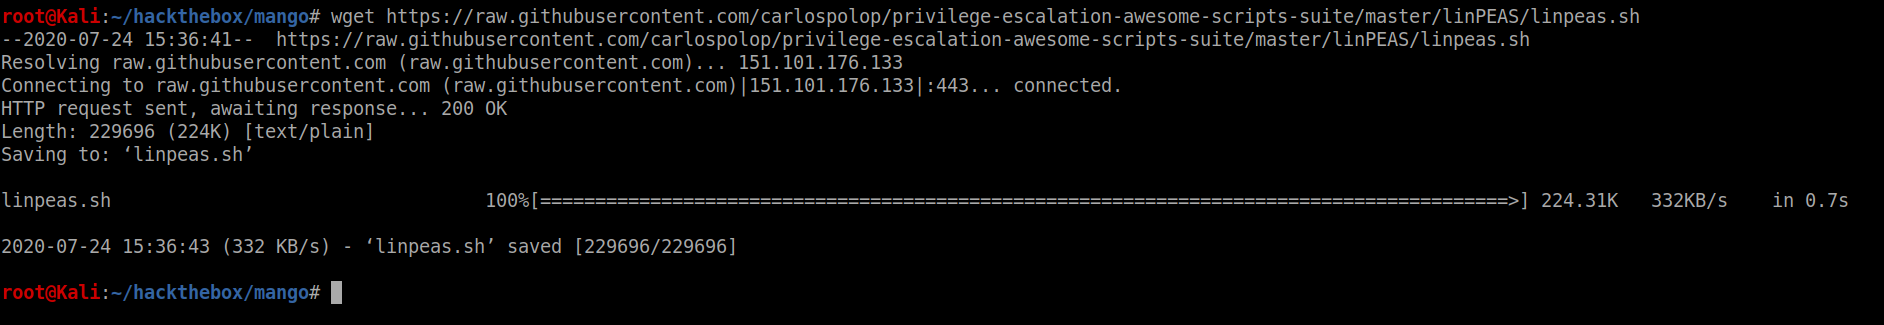 root@Kali:~/hackthebox/mango# wget https://raw.githubusercontent.com/carlospolop/privilege-escalation-awesome-scripts-suite/master/linPEAS/linpeas.sh
--2020-07-24 15:36:41--  https://raw.githubusercontent.com/carlospolop/privilege-escalation-awesome-scripts-suite/master/linPEAS/linpeas.sh
Resolving raw.githubusercontent.com (raw.githubusercontent.com)... 151.101.176.133
Connecting to raw.githubusercontent.com (raw.githubusercontent.com)|151.101.176.133|:443... connected.
HTTP request sent, awaiting response... 200 OK
Length: 229696 (224K) [text/plain]
Saving to: ‘linpeas.sh’
linpeas.sh 100%[========================================================================================>] 224.31K 332KB/s in 0.7s
2020-07-24 15:36:43 (332 KB/s) - ‘linpeas.sh’ saved [229696/229696]
root@Kali:~/hackthebox/mango#